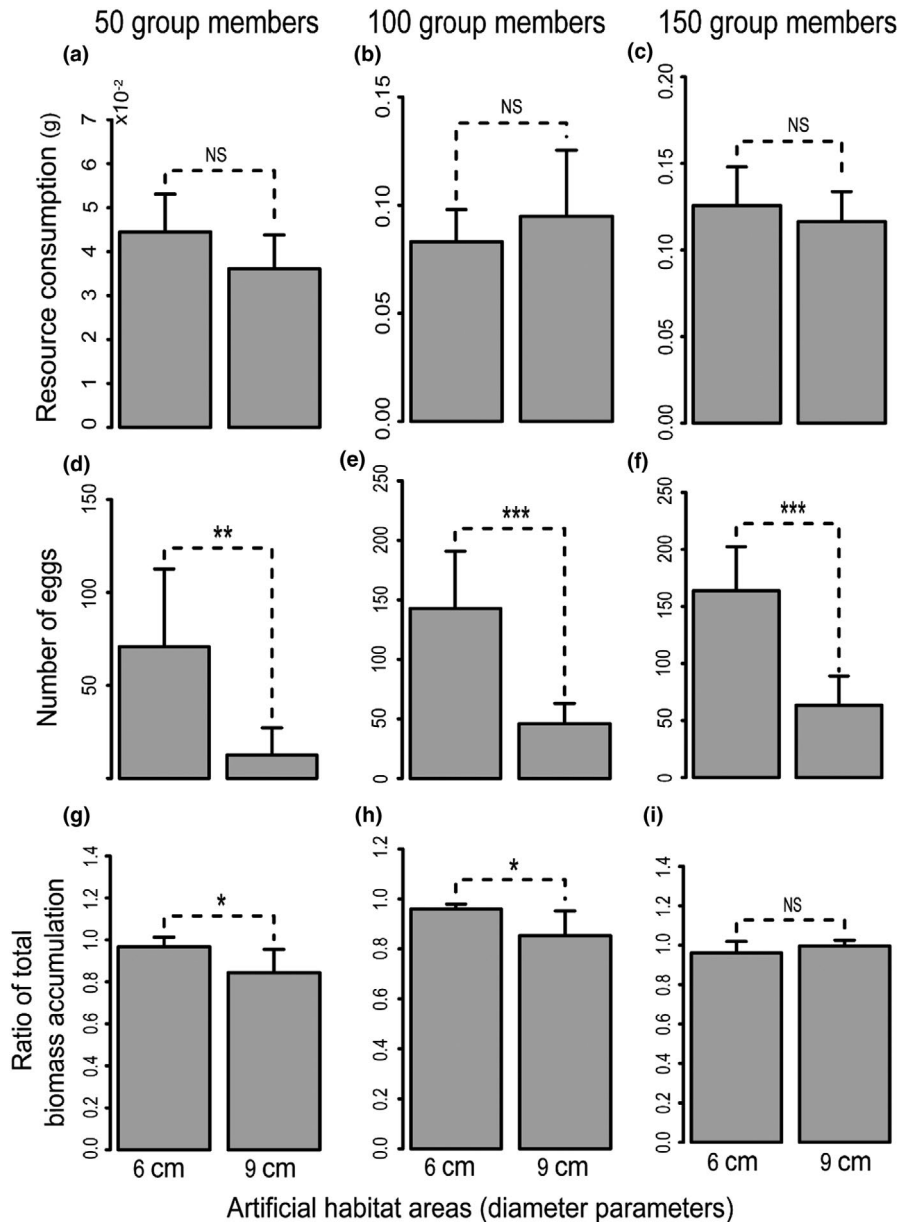 50 group members 100 group members 150 group members
(a) (b) (c)
Resource consumption (g)
x10-2
0 1 2 3 4 5 6 7
NS
0.00 0.05 0.10 0.15
NS
0.00 0.05 0.10 0.15 0.20
NS
(d) (e) (f)
Number of eggs
50 100 150
**
0 50 100 150 200 250
***
0 50 100 150 200 250
***
(g) (h) (i)
Ratio of total
biomass accumulation
0.0 0.2 0.4 0.6 0.8 1.0 1.2 1.4
*
0.0 0.2 0.4 0.6 0.8 1.0 1.2
*
0.0 0.2 0.4 0.6 0.8 1.0 1.2 1.4
NS
6 cm 9 cm 6 cm 9 cm 6 cm 9 cm
Artificial habitat areas (diameter parameters)